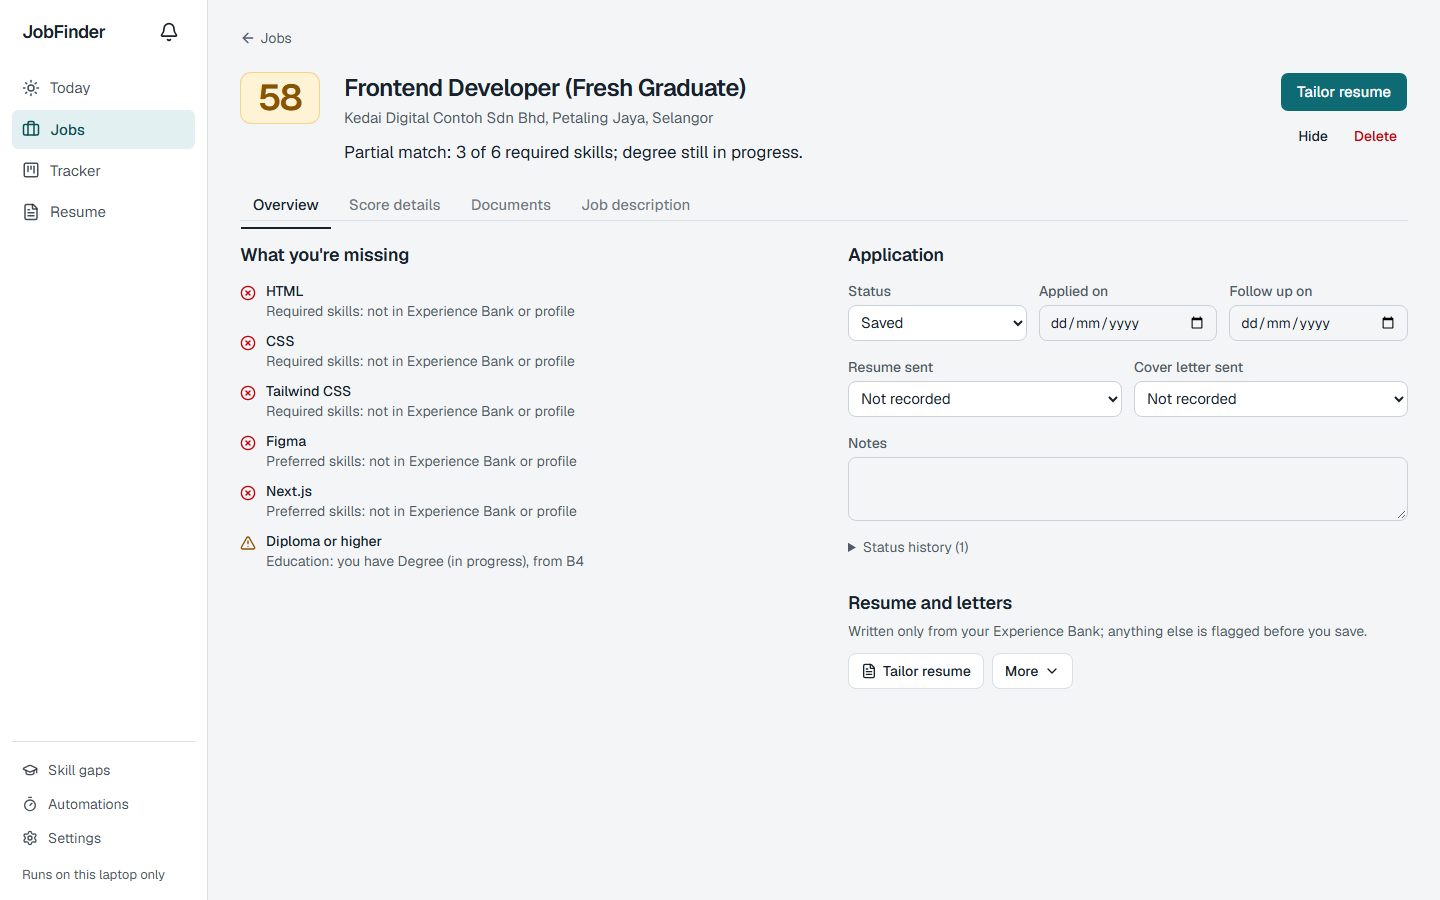 JobFinder
Today
Jobs
Tracker
Resume
Skill gaps
Automations
Settings
Runs on this laptop only
Jobs
58
Frontend Developer (Fresh Graduate)
Kedai Digital Contoh Sdn Bhd, Petaling Jaya, Selangor
Partial match: 3 of 6 required skills; degree still in progress.
Tailor resume
Hide Delete
Overview Score details Documents Job description
What you're missing
HTML
Required skills: not in Experience Bank or profile
CSS
Required skills: not in Experience Bank or profile
Tailwind CSS
Required skills: not in Experience Bank or profile
Figma
Preferred skills: not in Experience Bank or profile
Next.js
Preferred skills: not in Experience Bank or profile
Diploma or higher
Education: you have Degree (in progress), from B4
Application
Status Applied on Follow up on
Saved dd/mm/yyyy dd/mm/yyyy
Resume sent Cover letter sent
Not recorded Not recorded
Notes
Status history (1)
Resume and letters
Written only from your Experience Bank; anything else is flagged before you save.
Tailor resume More